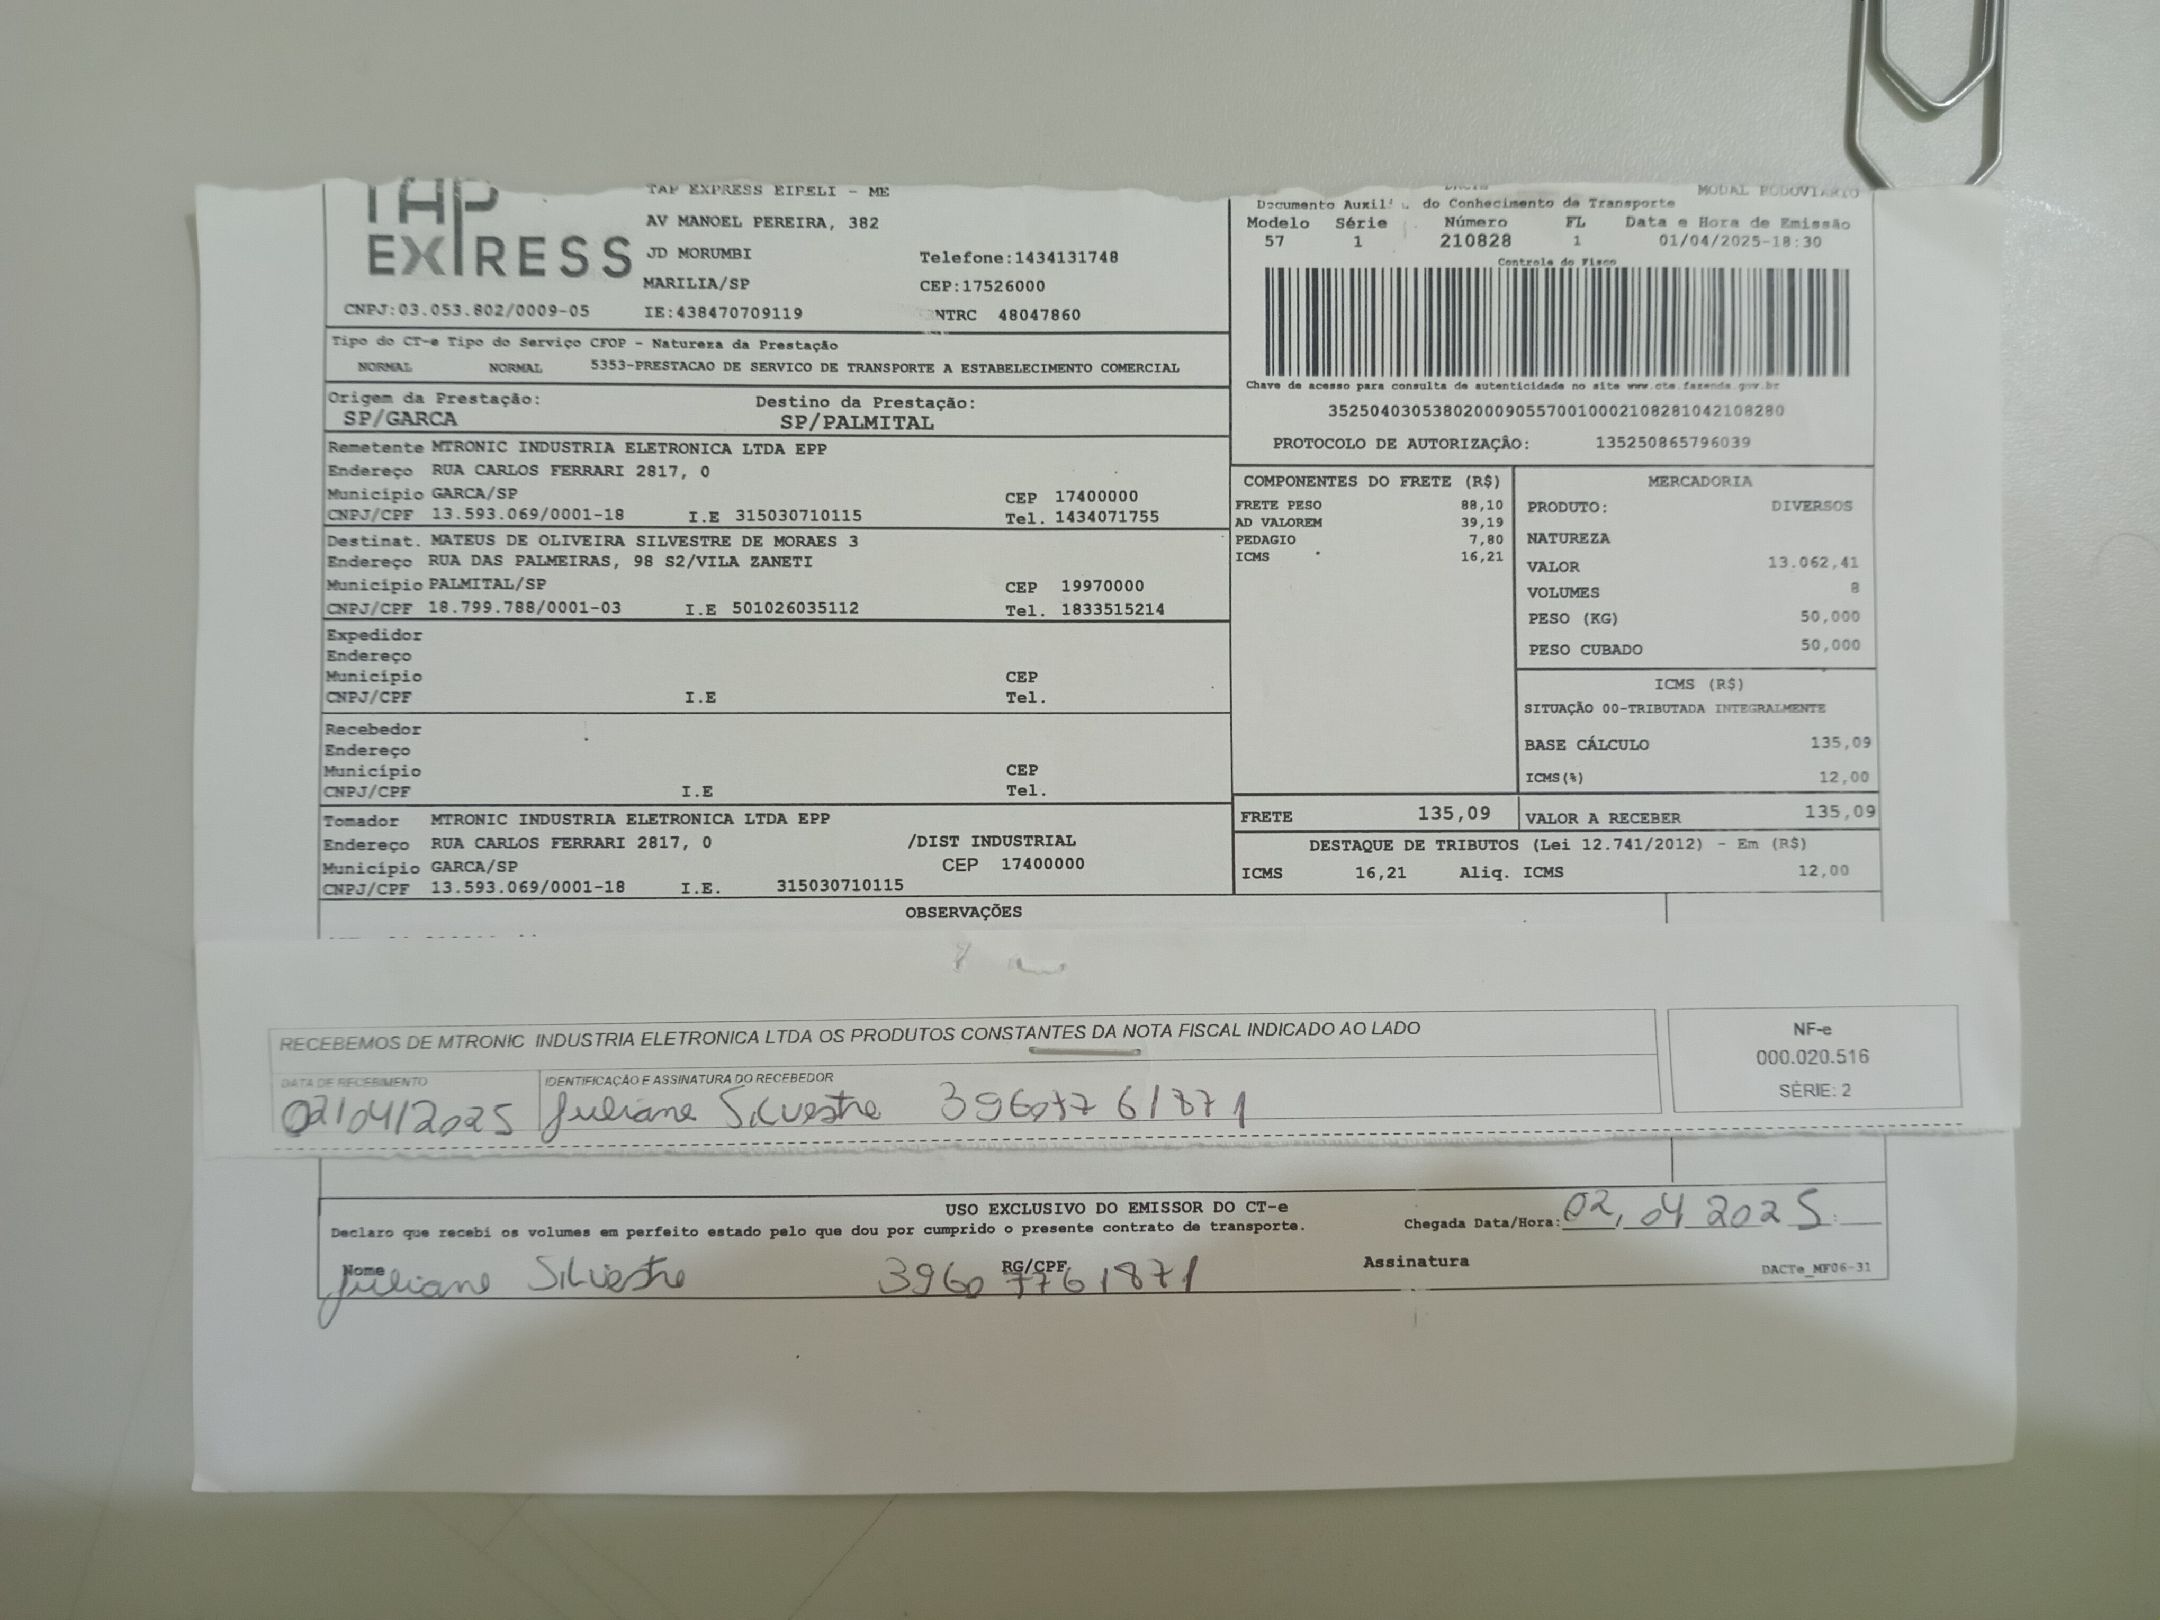 TAP EXPRESS
TAP EXPRESS EIRELI - ME
AV MANOEL PEREIRA, 382
JD MORUMBI
Telefone:1434131748
MARILIA/SP
CEP:17526000
CNPJ:03.053.802/0009-05
IE:438470709119
NTRC 48047860
Tipo do CT-e Tipo do Serviço CFOP - Natureza da Prestação
NORMAL NORMAL 5353-PRESTACAO DE SERVICO DE TRANSPORTE A ESTABELECIMENTO COMERCIAL
Origem da Prestação: Destino da Prestação:
SP/GARCA SP/PALMITAL
Remetente MTRONIC INDUSTRIA ELETRONICA LTDA EPP
Endereço RUA CARLOS FERRARI 2817, 0
Município GARCA/SP CEP 17400000
CNPJ/CPF 13.593.069/0001-18 I.E 315030710115 Tel. 1434071755
Destinat. MATEUS DE OLIVEIRA SILVESTRE DE MORAES 3
Endereço RUA DAS PALMEIRAS, 98 S2/VILA ZANETI
Município PALMITAL/SP CEP 19970000
CNPJ/CPF 18.799.788/0001-03 I.E 501026035112 Tel. 1833515214
Expedidor
Endereço
Município CEP
CNPJ/CPF I.E Tel.
Recebedor
Endereço
Município CEP
CNPJ/CPF I.E Tel.
Tomador MTRONIC INDUSTRIA ELETRONICA LTDA EPP
Endereço RUA CARLOS FERRARI 2817, 0 /DIST INDUSTRIAL
Município GARCA/SP CEP 17400000
CNPJ/CPF 13.593.069/0001-18 I.E. 315030710115
MODAL RODOVIARIO
Documento Auxil do Conhecimento de Transporte
Modelo Série Número FL Data e Hora de Emissão
57 1 210828 1 01/04/2025-18:30
Controle do Fisco
Chave de acesso para consulta de autenticidade no site www.cte.fazenda.gov.br
35250403053802000905570010002108281042108280
PROTOCOLO DE AUTORIZAÇÂO: 135250865796039
COMPONENTES DO FRETE (R$)
FRETE PESO 88,10
AD VALOREM 39,19
PEDAGIO 7,80
ICMS 16,21
MERCADORIA
PRODUTO: DIVERSOS
NATUREZA
VALOR 13.062,41
VOLUMES 8
PESO (KG) 50,000
PESO CUBADO 50,000
ICMS (R$)
SITUAÇÃO 00-TRIBUTADA INTEGRALMENTE
BASE CÁLCULO 135,09
ICMS(%) 12,00
FRETE 135,09 VALOR A RECEBER 135,09
DESTAQUE DE TRIBUTOS (Lei 12.741/2012) - Em (R$)
ICMS 16,21 Aliq. ICMS 12,00
OBSERVAÇÕES
RECEBEMOS DE MTRONIC INDUSTRIA ELETRONICA LTDA OS PRODUTOS CONSTANTES DA NOTA FISCAL INDICADO AO LADO
DATA DE RECEBIMENTO IDENTIFICAÇÃO E ASSINATURA DO RECEBEDOR
02/04/2025 Juliane Silvestre 39607761871
NF-e
000.020.516
SÉRIE: 2
USO EXCLUSIVO DO EMISSOR DO CT-e
Declaro que recebi os volumes em perfeito estado pelo que dou por cumprido o presente contrato de transporte.
Chegada Data/Hora: 02, 04 2025
Nome Juliane Silvestre RG/CPF 39607761871 Assinatura
DACTe_MF06-31